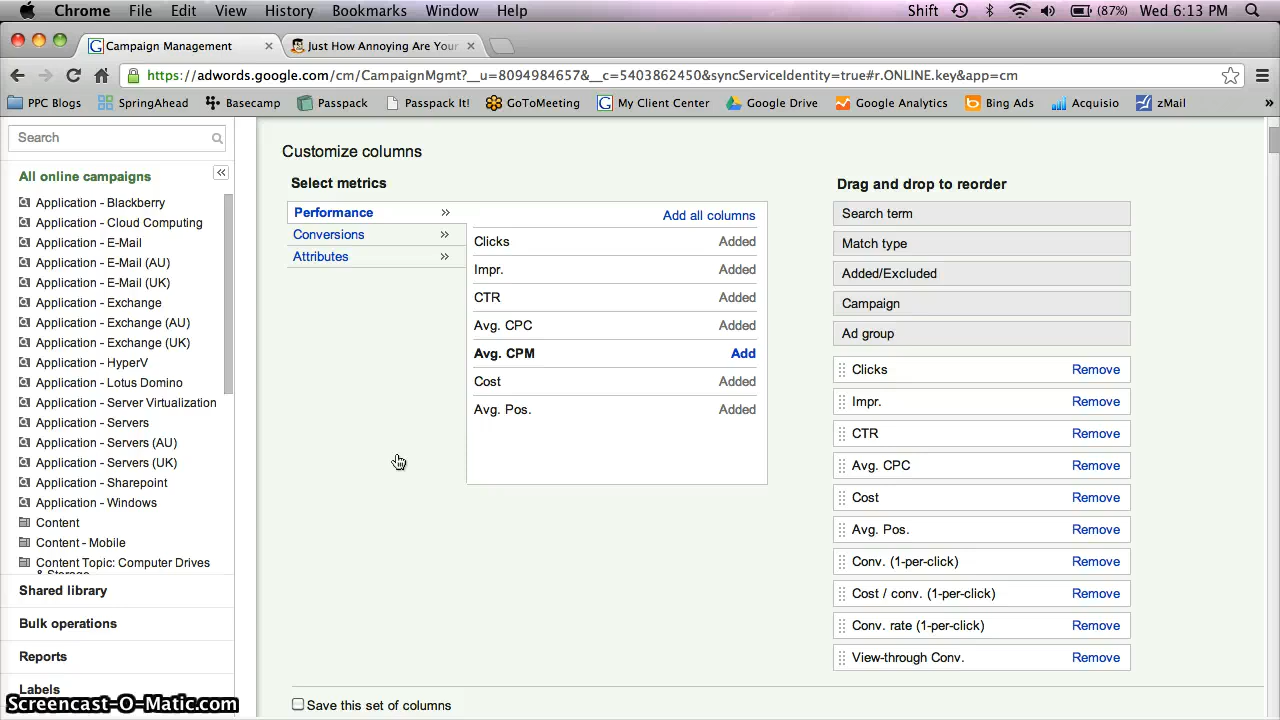 Chrome File Edit View History Bookmarks Window Help Shift (87%) Wed 6:13 PM
Campaign Management Just How Annoying Are Your
https://adwords.google.com/cm/CampaignMgmt?__u=8094984657&__c=5403862450&syncServiceIdentity=true#r.ONLINE.key&app=cm
PPC Blogs SpringAhead Basecamp Passpack Passpack It! GoToMeeting My Client Center Google Drive Google Analytics Bing Ads Acquisio zMail »
Search
All online campaigns
Application - Blackberry
Application - Cloud Computing
Application - E-Mail
Application - E-Mail (AU)
Application - E-Mail (UK)
Application - Exchange
Application - Exchange (AU)
Application - Exchange (UK)
Application - HyperV
Application - Lotus Domino
Application - Server Virtualization
Application - Servers
Application - Servers (AU)
Application - Servers (UK)
Application - Sharepoint
Application - Windows
Content
Content - Mobile
Content Topic: Computer Drives
& Storage
Shared library
Bulk operations
Reports
Labels
Customize columns
Select metrics
Performance »
Conversions »
Attributes »
Add all columns
Clicks Added
Impr. Added
CTR Added
Avg. CPC Added
Avg. CPM Add
Cost Added
Avg. Pos. Added
Drag and drop to reorder
Search term
Match type
Added/Excluded
Campaign
Ad group
Clicks Remove
Impr. Remove
CTR Remove
Avg. CPC Remove
Cost Remove
Avg. Pos. Remove
Conv. (1-per-click) Remove
Cost / conv. (1-per-click) Remove
Conv. rate (1-per-click) Remove
View-through Conv. Remove
Save this set of columns
Screencast-O-Matic.com